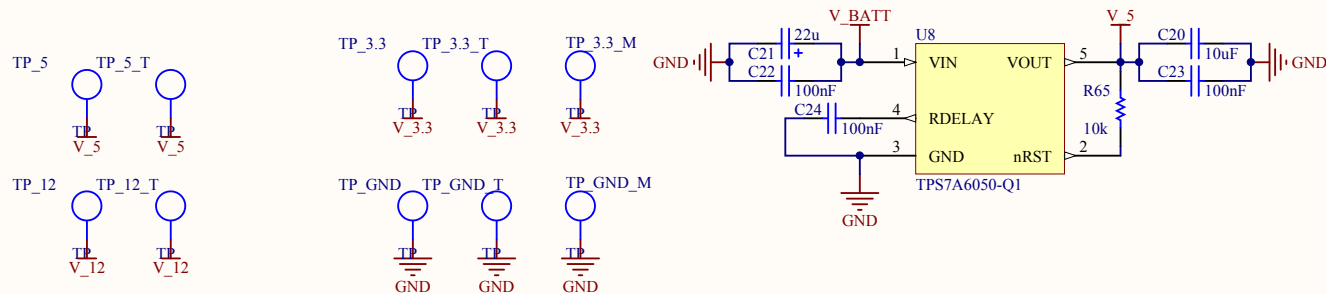 V_BATT V_5
TP_3.3 TP_3.3_T TP_3.3_M C21 22u + U8 C20
TP_5 TP_5_T GND 1 VIN VOUT 5 10uF GND
C22 100nF C23 100nF
R65
TP TP TP C24 4 RDELAY
V_3.3 V_3.3 V_3.3 100nF 10k
TP TP
V_5 V_5 3 GND nRST 2
TP_12 TP_12_T TP_GND TP_GND_T TP_GND_M TPS7A6050-Q1
GND
TP TP TP TP TP
V_12 V_12 GND GND GND